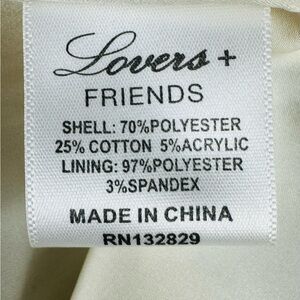 Lovers +
FRIENDS
SHELL: 70%POLYESTER
25% COTTON 5%ACRYLIC
LINING: 97%POLYESTER
3%SPANDEX
MADE IN CHINA
RN132829